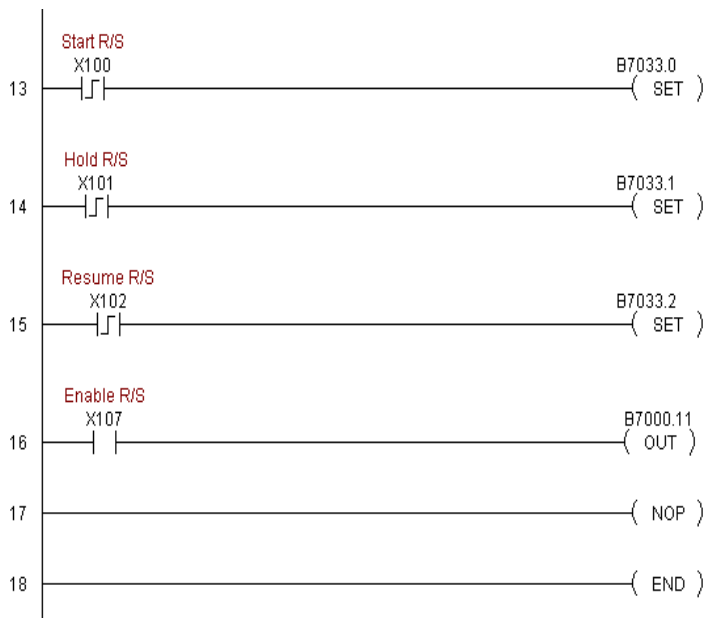 Start R/S
X100
B7033.0
13
( SET )
Hold R/S
X101
B7033.1
14
( SET )
Resume R/S
X102
B7033.2
15
( SET )
Enable R/S
X107
B7000.11
16
( OUT )
17
( NOP )
18
( END )